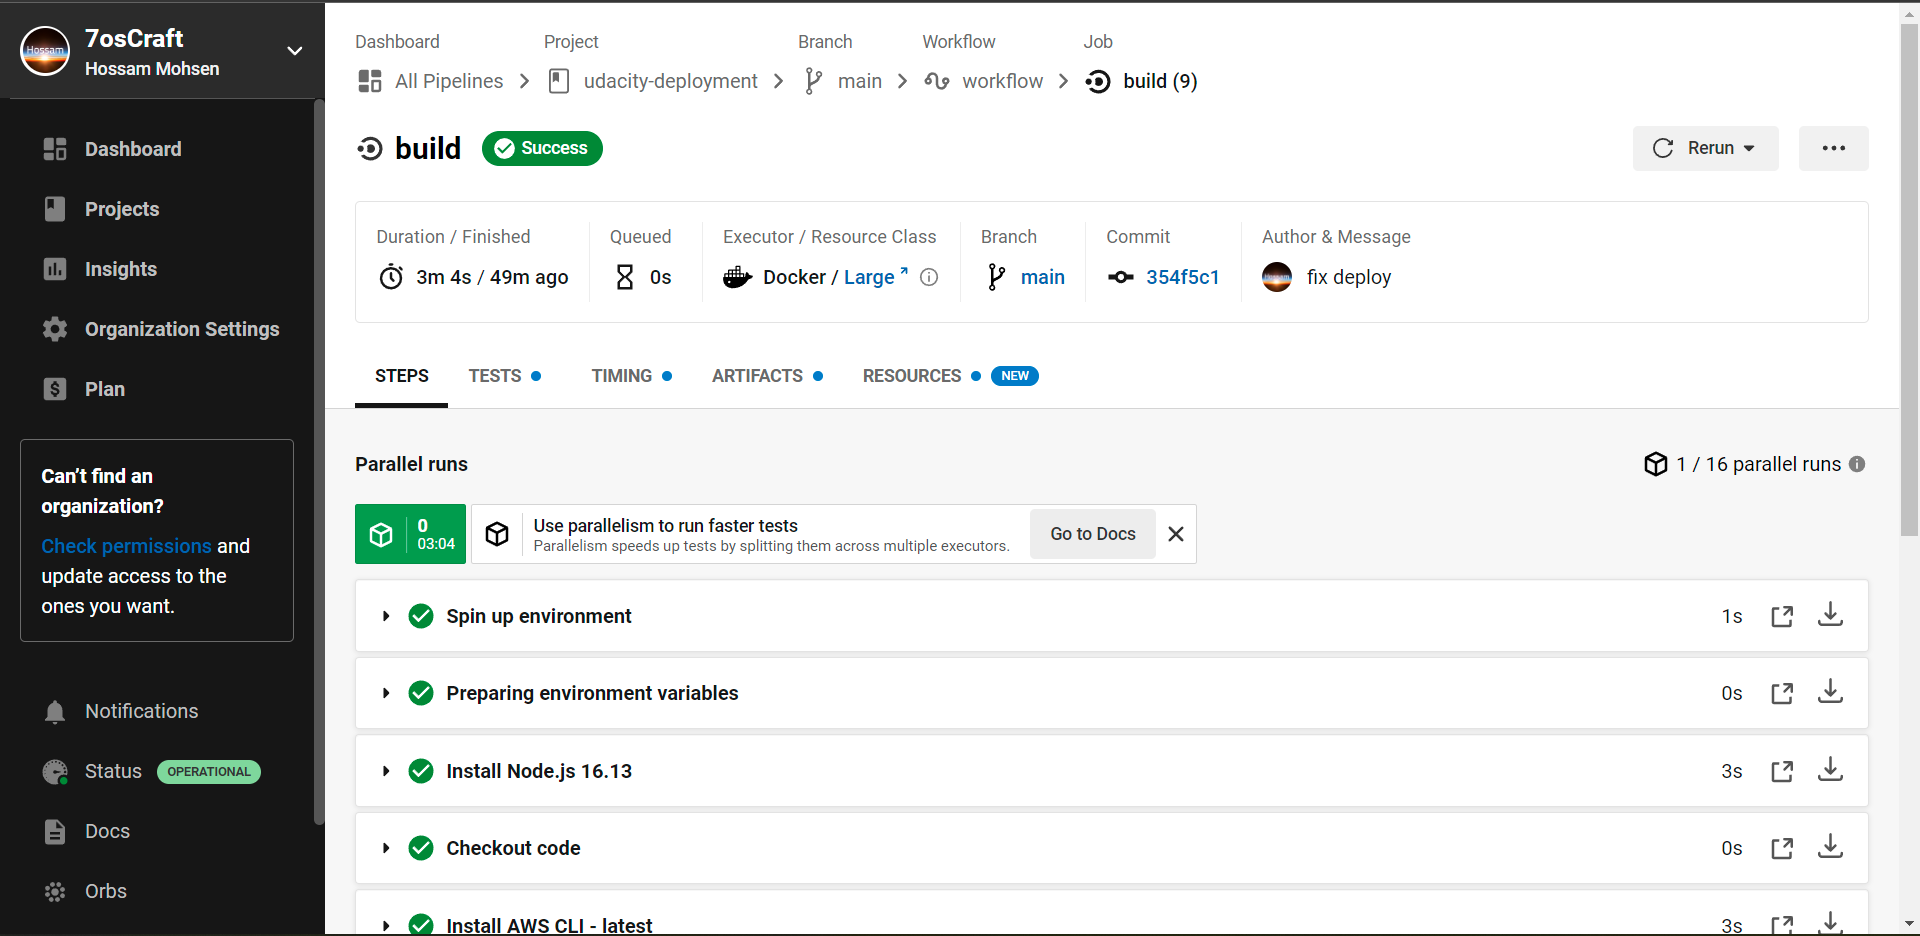 7osCraft
Hossam Mohsen
Hossam
Dashboard
Projects
Insights
Organization Settings
Plan
Can't find an
organization?
Check permissions and
update access to the
ones you want.
Notifications
Status OPERATIONAL
Docs
Orbs
Dashboard Project Branch Workflow Job
All Pipelines udacity-deployment main workflow build (9)
build Success Rerun
Duration / Finished Queued Executor / Resource Class Branch Commit Author & Message
3m 4s / 49m ago 0s Docker / Large main 354f5c1 fix deploy
STEPS TESTS TIMING ARTIFACTS RESOURCES NEW
Parallel runs 1 / 16 parallel runs
0
03:04
Use parallelism to run faster tests
Parallelism speeds up tests by splitting them across multiple executors.
Go to Docs
Spin up environment 1s
Preparing environment variables 0s
Install Node.js 16.13 3s
Checkout code 0s
Install AWS CLI - latest 3s